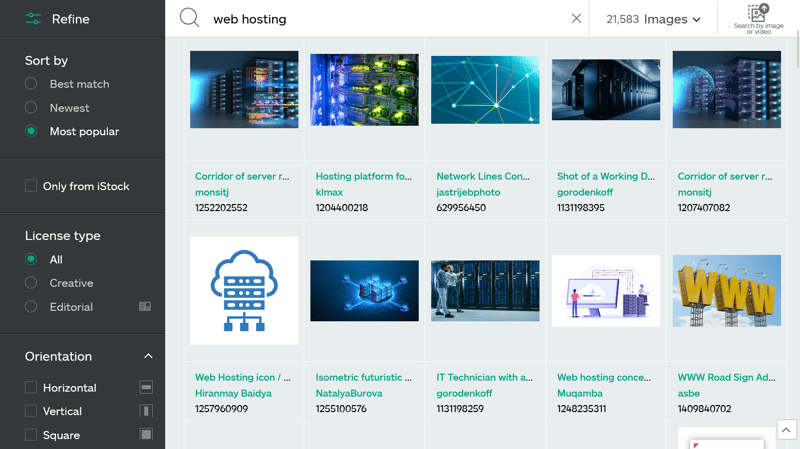 Refine
web hosting
21,583 Images
Search by image
or video
Sort by
Best match
Newest
Most popular
Only from iStock
License type
All
Creative
Editorial
Orientation
Horizontal
Vertical
Square
Corridor of server r...
monsitj
1252202552
Hosting platform fo...
klmax
1204400218
Network Lines Con...
jastrijebphoto
629956450
Shot of a Working D...
gorodenkoff
1131198395
Corridor of server r...
monsitj
1207407082
WWW
Web Hosting icon / ...
Hiranmay Baidya
1257960909
Isometric futuristic ...
NatalyaBurova
1255100576
IT Technician with a...
gorodenkoff
1131198259
Web hosting conce...
Muqamba
1248235311
WWW Road Sign Ad...
asbe
1409840702